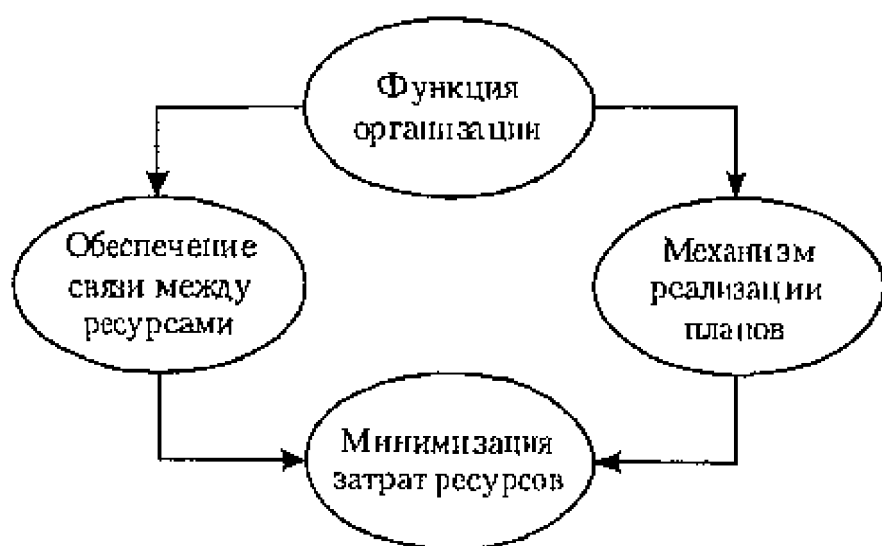 Функция
организации
Обеспечение
связи между
ресурсами
Механизм
реализации
планов
Минимизация
затрат ресурсов